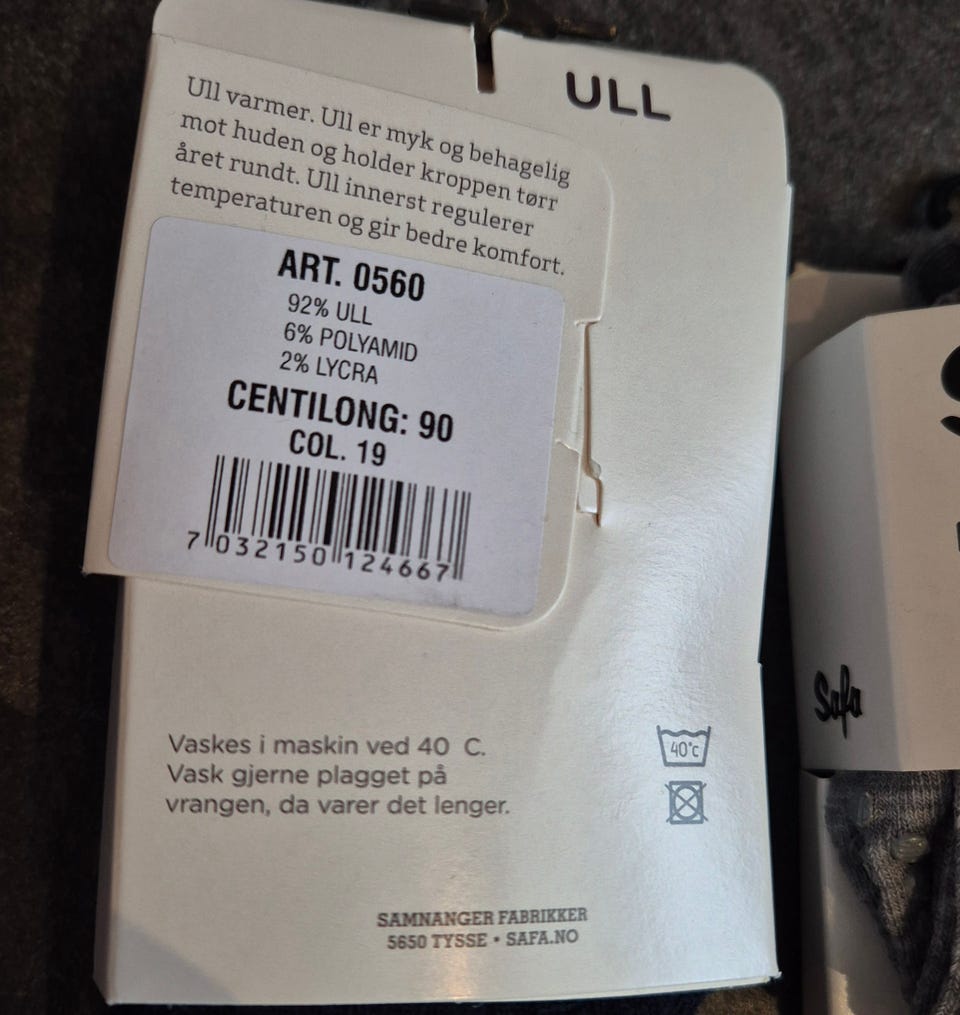 ULL
Ull varmer. Ull er myk og behagelig
mot huden og holder kroppen tørr
året rundt. Ull innerst regulerer
temperaturen og gir bedre komfort.
ART. 0560
92% ULL
6% POLYAMID
2% LYCRA
CENTILONG: 90
COL. 19
7 032150 124667
Vaskes i maskin ved 40 C.
Vask gjerne plagget på
vrangen, da varer det lenger.
40°c
SAMNANGER FABRIKKER
5650 TYSSE • SAFA.NO
Safa